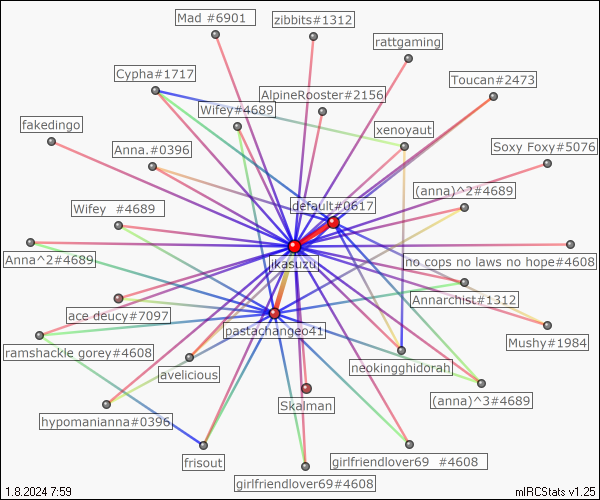 Mad #6901
zibbits#1312
rattgaming
Cypha#1717
Toucan#2473
AlpineRooster#2156
Wifey#4689
fakedingo
xenoyaut
Anna.#0396
Soxy Foxy#5076
(anna)^2#4689
default#0617
Wifey  #4689
Anna^2#4689
ikasuzu
no cops no laws no hope#4608
Annarchist#1312
ace deucy#7097
pastachangeo41
Mushy#1984
ramshackle gorey#4608
avelicious
neokingghidorah
Skalman
(anna)^3#4689
hypomanianna#0396
frisout
girlfriendlover69  #4608
girlfriendlover69#4608
1.8.2024 7:59
mIRCStats v1.25